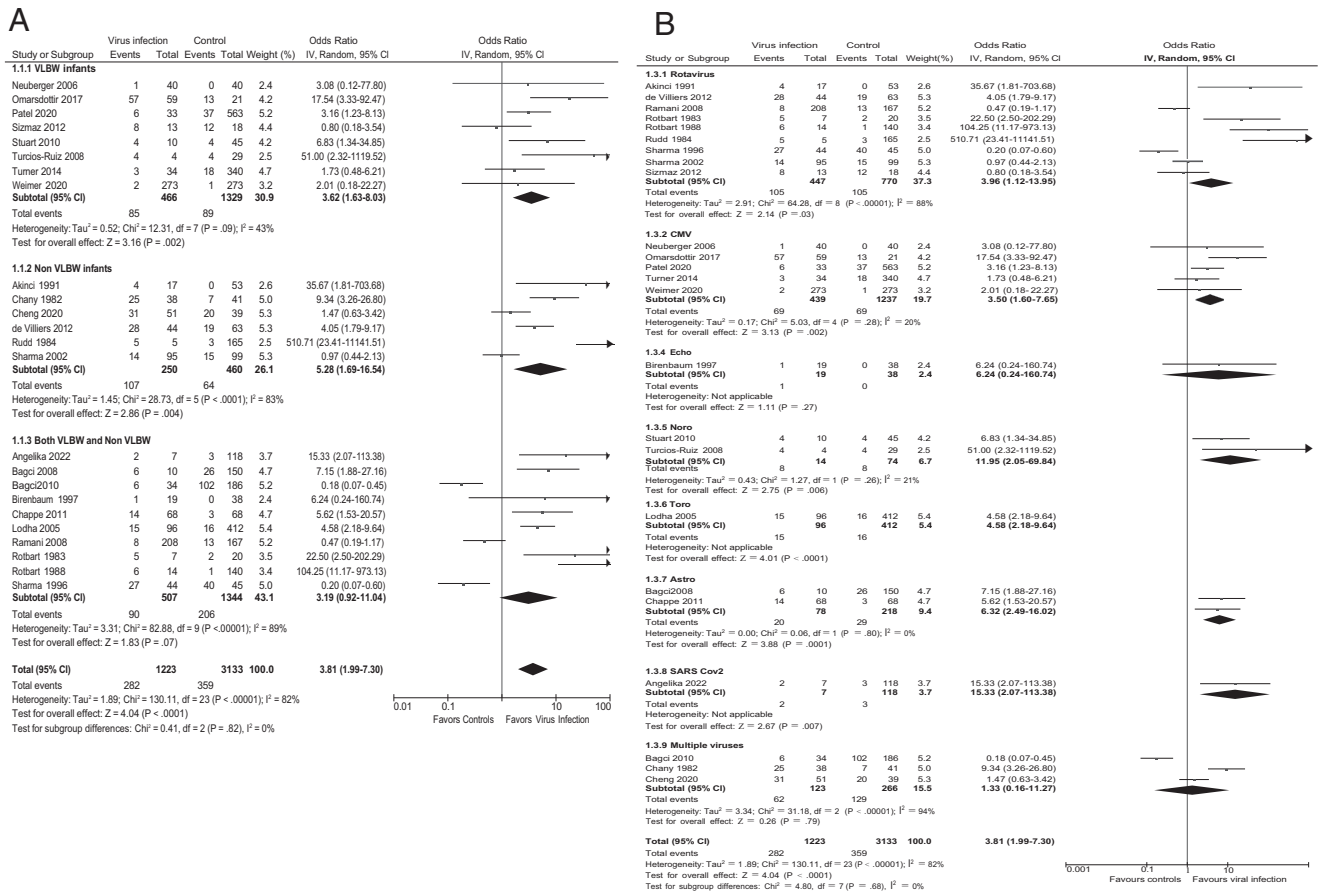 A
Virus infection Control Odds Ratio Odds Ratio
Study or Subgroup Events Total Events Total Weight (%) IV, Random, 95% CI IV, Random, 95% CI
1.1.1 VLBW infants
Neuberger 2006 1 40 0 40 2.4 3.08 (0.12-77.80)
Omarsdottir 2017 57 59 13 21 4.2 17.54 (3.33-92.47)
Patel 2020 6 33 37 563 5.2 3.16 (1.23-8.13)
Sizmaz 2012 8 13 12 18 4.4 0.80 (0.18-3.54)
Stuart 2010 4 10 4 45 4.2 6.83 (1.34-34.85)
Turcios-Ruiz 2008 4 4 4 29 2.5 51.00 (2.32-1119.52)
Turner 2014 3 34 18 340 4.7 1.73 (0.48-6.21)
Weimer 2020 2 273 1 273 3.2 2.01 (0.18-22.27)
Subtotal (95% CI) 466 1329 30.9 3.62 (1.63-8.03)
Total events 85 89
Heterogeneity: Tau² = 0.52; Chi² = 12.31, df = 7 (P = .09); I² = 43%
Test for overall effect: Z = 3.16 (P = .002)
1.1.2 Non VLBW infants
Akinci 1991 4 17 0 53 2.6 35.67 (1.81-703.68)
Chany 1982 25 38 7 41 5.0 9.34 (3.26-26.80)
Cheng 2020 31 51 20 39 5.3 1.47 (0.63-3.42)
de Villiers 2012 28 44 19 63 5.3 4.05 (1.79-9.17)
Rudd 1984 5 5 3 165 2.5 510.71 (23.41-11141.51)
Sharma 2002 14 95 15 99 5.3 0.97 (0.44-2.13)
Subtotal (95% CI) 250 460 26.1 5.28 (1.69-16.54)
Total events 107 64
Heterogeneity: Tau² = 1.45; Chi² = 28.73, df = 5 (P < .0001); I² = 83%
Test for overall effect: Z = 2.86 (P = .004)
1.1.3 Both VLBW and Non VLBW
Angelika 2022 2 7 3 118 3.7 15.33 (2.07-113.38)
Bagci 2008 6 10 26 150 4.7 7.15 (1.88-27.16)
Bagci2010 6 34 102 186 5.2 0.18 (0.07-0.45)
Birenbaum 1997 1 19 0 38 2.4 6.24 (0.24-160.74)
Chappe 2011 14 68 3 68 4.7 5.62 (1.53-20.57)
Lodha 2005 15 96 16 412 5.4 4.58 (2.18-9.64)
Ramani 2008 8 208 13 167 5.2 0.47 (0.19-1.17)
Rotbart 1983 5 7 2 20 3.5 22.50 (2.50-202.29)
Rotbart 1988 6 14 1 140 3.4 104.25 (11.17- 973.13)
Sharma 1996 27 44 40 45 5.0 0.20 (0.07-0.60)
Subtotal (95% CI) 507 1344 43.1 3.19 (0.92-11.04)
Total events 90 206
Heterogeneity: Tau² = 3.31; Chi² = 82.88, df = 9 (P <.00001); I² = 89%
Test for overall effect: Z = 1.83 (P = .07)
Total (95% CI) 1223 3133 100.0 3.81 (1.99-7.30)
Total events 282 359
Heterogeneity: Tau² = 1.89; Chi² = 130.11, df = 23 (P < .00001); I² = 82%
Test for overall effect: Z = 4.04 (P < .0001)
Test for subgroup differences: Chi² = 0.41, df = 2 (P = .82), I² = 0%
0.01 0.1 1 10 100
Favors Controls Favors Virus Infection
B
Virus infection Control Odds Ratio Odds Ratio
Study or Subgroup Events Total Events Total Weight(%) IV, Random, 95% CI IV, Random, 95% CI
1.3.1 Rotavirus
Akinci 1991 4 17 0 53 2.6 35.67 (1.81-703.68)
de Villiers 2012 28 44 19 63 5.3 4.05 (1.79-9.17)
Ramani 2008 8 208 13 167 5.2 0.47 (0.19-1.17)
Rotbart 1983 5 7 2 20 3.5 22.50 (2.50-202.29)
Rotbart 1988 6 14 1 140 3.4 104.25 (11.17-973.13)
Rudd 1984 5 5 3 165 2.5 510.71 (23.41-11141.51)
Sharma 1996 27 44 40 45 5.0 0.20 (0.07-0.60)
Sharma 2002 14 95 15 99 5.3 0.97 (0.44-2.13)
Sizmaz 2012 8 13 12 18 4.4 0.80 (0.18-3.54)
Subtotal (95% CI) 447 770 37.3 3.96 (1.12-13.95)
Total events 105 105
Heterogeneity: Tau² = 2.91; Chi² = 64.28, df = 8 (P < .00001); I² = 88%
Test for overall effect: Z = 2.14 (P =.03)
1.3.2 CMV
Neuberger 2006 1 40 0 40 2.4 3.08 (0.12-77.80)
Omarsdottir 2017 57 59 13 21 4.2 17.54 (3.33-92.47)
Patel 2020 6 33 37 563 5.2 3.16 (1.23-8.13)
Turner 2014 3 34 18 340 4.7 1.73 (0.48-6.21)
Weimer 2020 2 273 1 273 3.2 2.01 (0.18- 22.27)
Subtotal (95% CI) 439 1237 19.7 3.50 (1.60-7.65)
Total events 69 69
Heterogeneity: Tau² = 0.17; Chi² = 5.03, df = 4 (P = .28); I² = 20%
Test for overall effect: Z = 3.13 (P = .002)
1.3.4 Echo
Birenbaum 1997 1 19 0 38 2.4 6.24 (0.24-160.74)
Subtotal (95% CI) 19 38 2.4 6.24 (0.24-160.74)
Total events 1 0
Heterogeneity: Not applicable
Test for overall effect: Z = 1.11 (P = .27)
1.3.5 Noro
Stuart 2010 4 10 4 45 4.2 6.83 (1.34-34.85)
Turcios-Ruiz 2008 4 4 4 29 2.5 51.00 (2.32-1119.52)
Subtotal (95% CI) 14 74 6.7 11.95 (2.05-69.84)
Total events 8 8
Heterogeneity: Tau² = 0.43; Chi² = 1.27, df = 1 (P = .26); I² = 21%
Test for overall effect: Z = 2.75 (P = .006)
1.3.6 Toro
Lodha 2005 15 96 16 412 5.4 4.58 (2.18-9.64)
Subtotal (95% CI) 96 412 5.4 4.58 (2.18-9.64)
Total events 15 16
Heterogeneity: Not applicable
Test for overall effect: Z = 4.01 (P < .0001)
1.3.7 Astro
Bagci2008 6 10 26 150 4.7 7.15 (1.88-27.16)
Chappe 2011 14 68 3 68 4.7 5.62 (1.53-20.57)
Subtotal (95% CI) 78 218 9.4 6.32 (2.49-16.02)
Total events 20 29
Heterogeneity: Tau² = 0.00; Chi² = 0.06, df = 1 (P = .80); I² = 0%
Test for overall effect: Z = 3.88 (P = .0001)
1.3.8 SARS Cov2
Angelika 2022 2 7 3 118 3.7 15.33 (2.07-113.38)
Subtotal (95% CI) 7 118 3.7 15.33 (2.07-113.38)
Total events 2 3
Heterogeneity: Not applicable
Test for overall effect: Z = 2.67 (P = .007)
1.3.9 Multiple viruses
Bagci 2010 6 34 102 186 5.2 0.18 (0.07-0.45)
Chany 1982 25 38 7 41 5.0 9.34 (3.26-26.80)
Cheng 2020 31 51 20 39 5.3 1.47 (0.63-3.42)
Subtotal (95% CI) 123 266 15.5 1.33 (0.16-11.27)
Total events 62 129
Heterogeneity: Tau² = 3.34; Chi² = 31.18, df = 2 (P < .00001); I² = 94%
Test for overall effect: Z = 0.26 (P = .79)
Total (95% CI) 1223 3133 100.0 3.81 (1.99-7.30)
Total events 282 359
Heterogeneity: Tau² = 1.89; Chi² = 130.11, df = 23 (P < .00001); I² = 82%
Test for overall effect: Z = 4.04 (P < .0001)
Test for subgroup differences: Chi² = 4.80, df = 7 (P = .68), I² = 0%
0.001 0.1 1 10 1000
Favours controls Favours viral infection